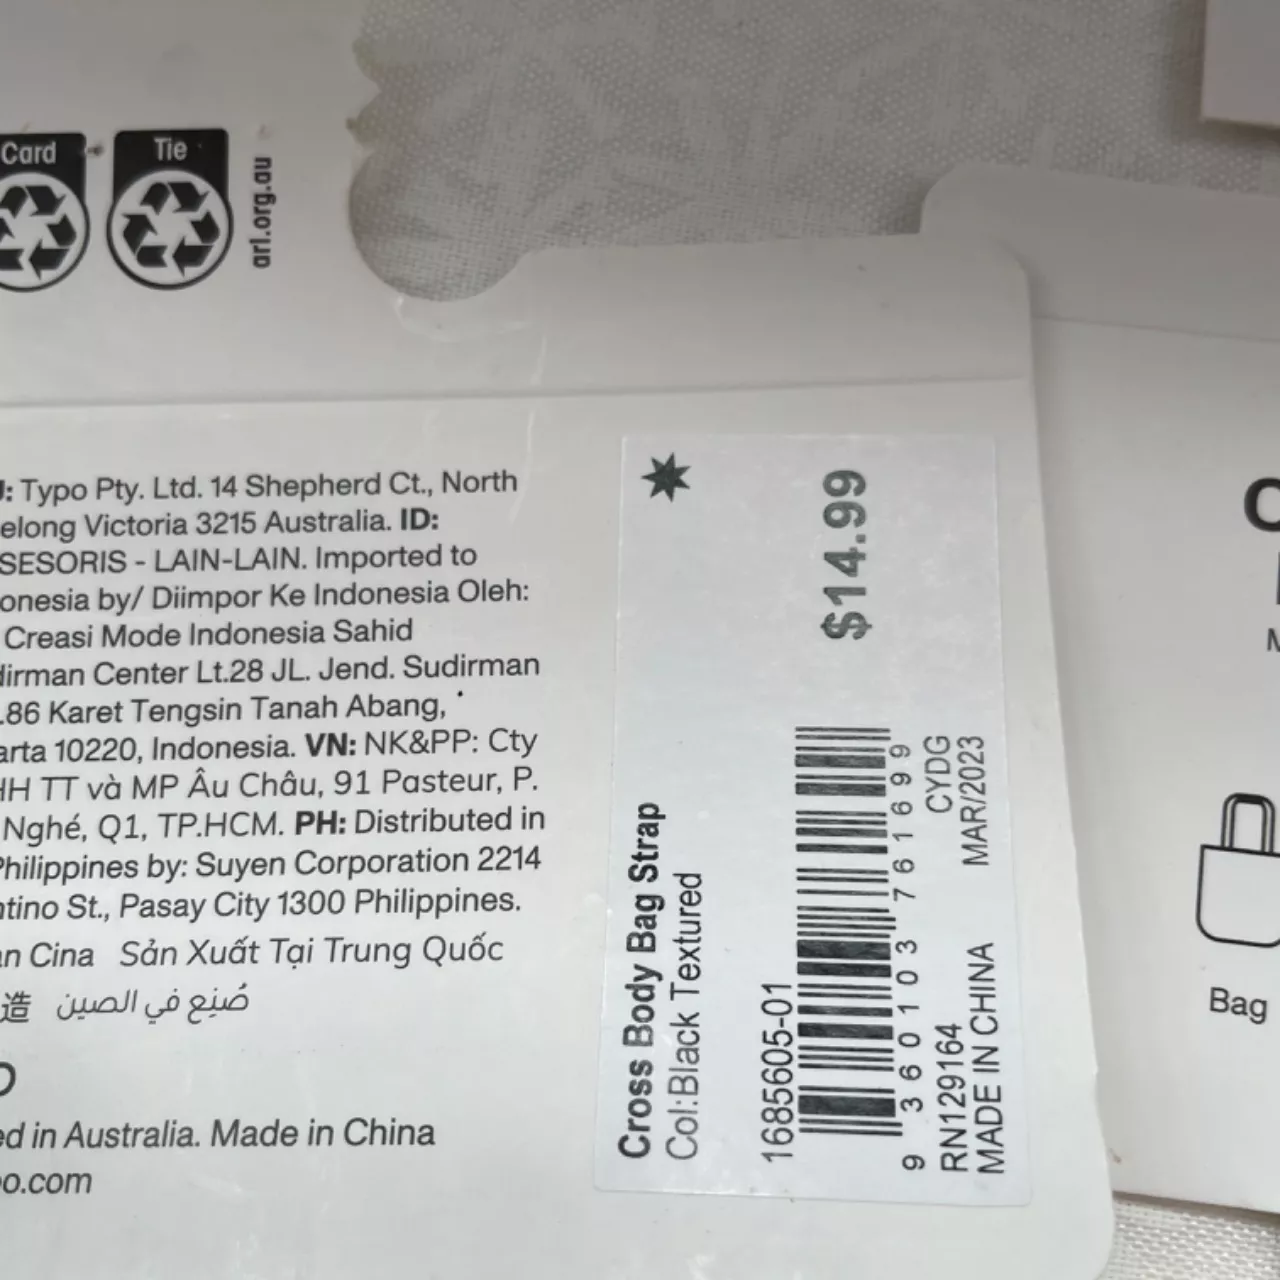 Card
Tie
arl.org.au
: Typo Pty. Ltd. 14 Shepherd Ct., North
elong Victoria 3215 Australia. ID:
SESORIS - LAIN-LAIN. Imported to
onesia by/ Diimpor Ke Indonesia Oleh:
Creasi Mode Indonesia Sahid
dirman Center Lt.28 JL. Jend. Sudirman
.86 Karet Tengsin Tanah Abang,
arta 10220, Indonesia. VN: NK&PP: Cty
HH TT và MP Âu Châu, 91 Pasteur, P.
Nghé, Q1, TP.HCM. PH: Distributed in
Philippines by: Suyen Corporation 2214
ntino St., Pasay City 1300 Philippines.
an Cina Sản Xuất Tại Trung Quốc
造 صُنِع في الصين
ed in Australia. Made in China
o.com
$14.99
Cross Body Bag Strap
Col:Black Textured
1685605-01
9 360103 761699
CYDG
RN129164 MAR/2023
MADE IN CHINA
Bag